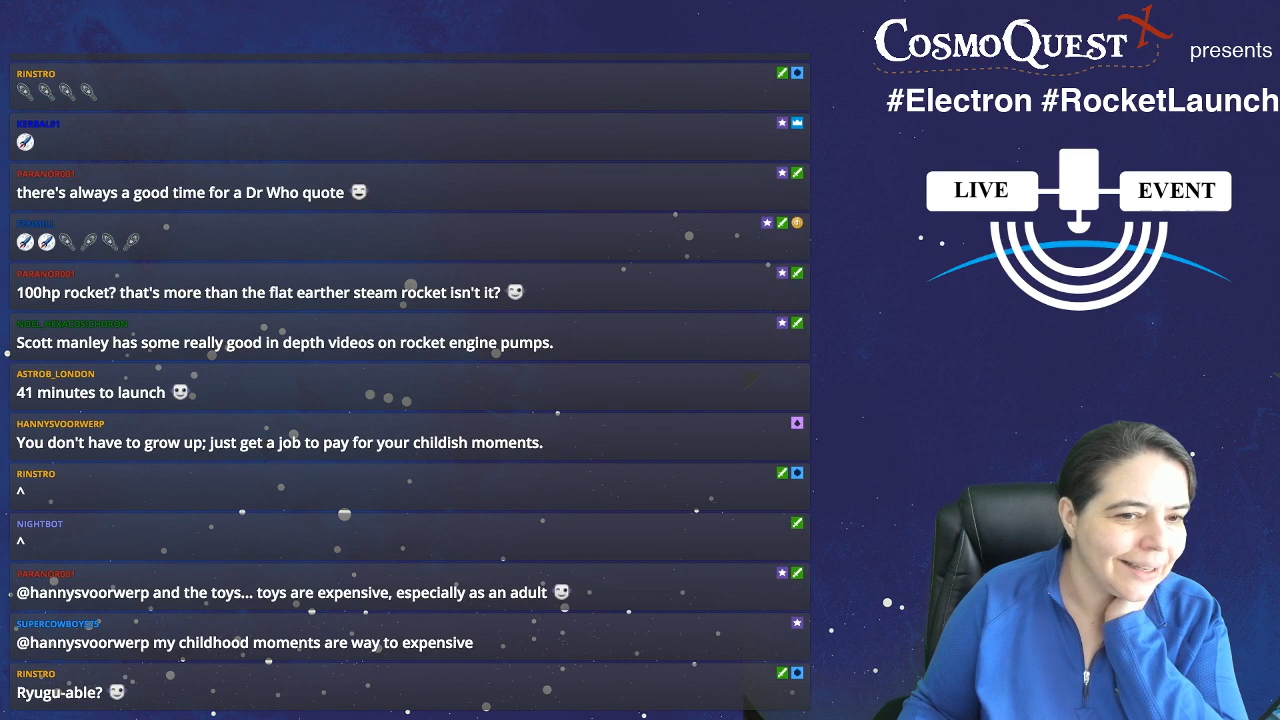 COSMOQUEST X
presents
#Electron #RocketLaunch
LIVE EVENT
RINSTRO
KERBAL01
PARANOR001
there's always a good time for a Dr Who quote
PARANOR001
100hp rocket? that's more than the flat earther steam rocket isn't it?
NOEL_HEXACOSICHORON
Scott manley has some really good in depth videos on rocket engine pumps.
ASTROB_LONDON
41 minutes to launch
HANNYSVOORWERP
You don't have to grow up; just get a job to pay for your childish moments.
RINSTRO
^
NIGHTBOT
^
PARANOR001
@hannysvoorwerp and the toys... toys are expensive, especially as an adult
@hannysvoorwerp my childhood moments are way to expensive
RINSTRO
Ryugu-able?